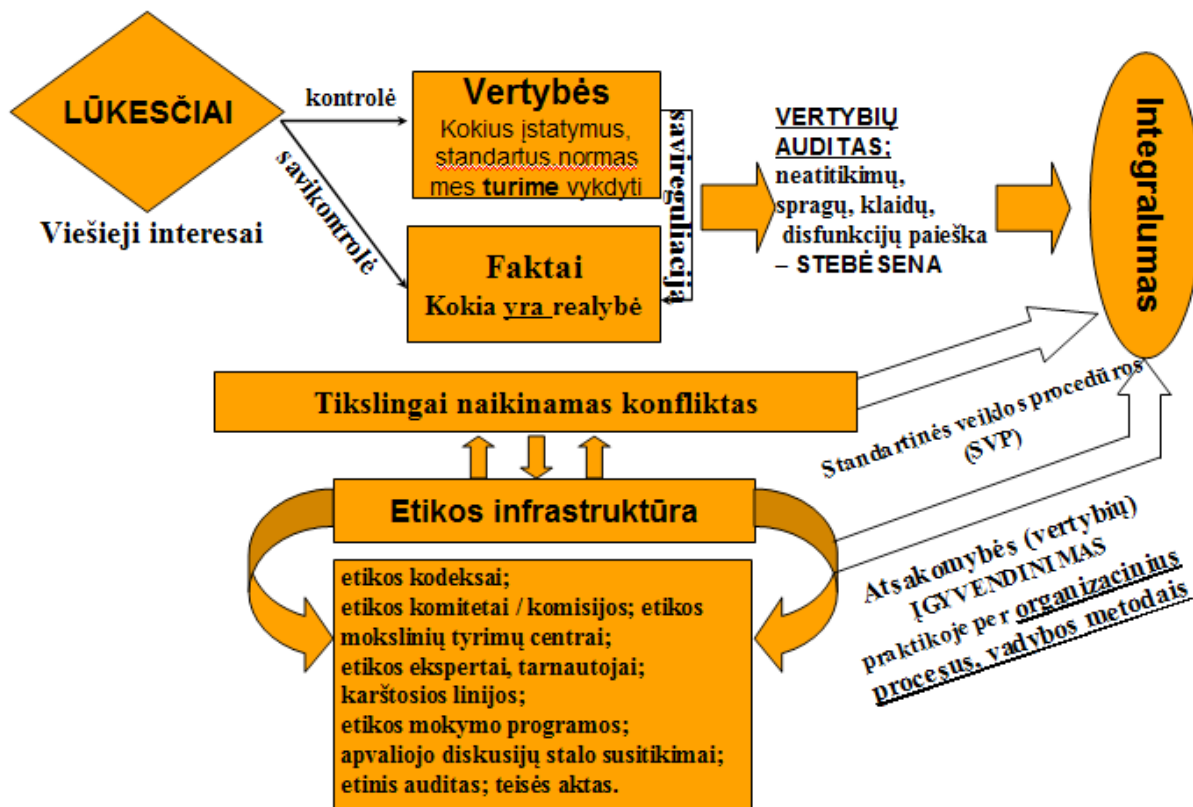 LŪKESČIAI
Viešieji interesai
kontrolė
savikontrolė
Vertybės
Kokius įstatymus,
standartus normas
mes turime vykdyti
Faktai
Kokia yra realybė
savireguliacija
VERTYBIŲ
AUDITAS;
neatitikimų,
spragų, klaidų,
disfunkcijų paieška
– STEBĖSENA
Integralumas
Tikslingai naikinamas konfliktas
Standartinės veiklos procedūros
(SVP)
Etikos infrastruktūra
etikos kodeksai;
etikos komitetai / komisijos; etikos
mokslinių tyrimų centrai;
etikos ekspertai, tarnautojai;
karštosios linijos;
etikos mokymo programos;
apvaliojo diskusijų stalo susitikimai;
etinis auditas; teisės aktas.
Atsakomybės (vertybių)
ĮGYVENDINIMAS
praktikoje per organizacinius
procesus, vadybos metodais